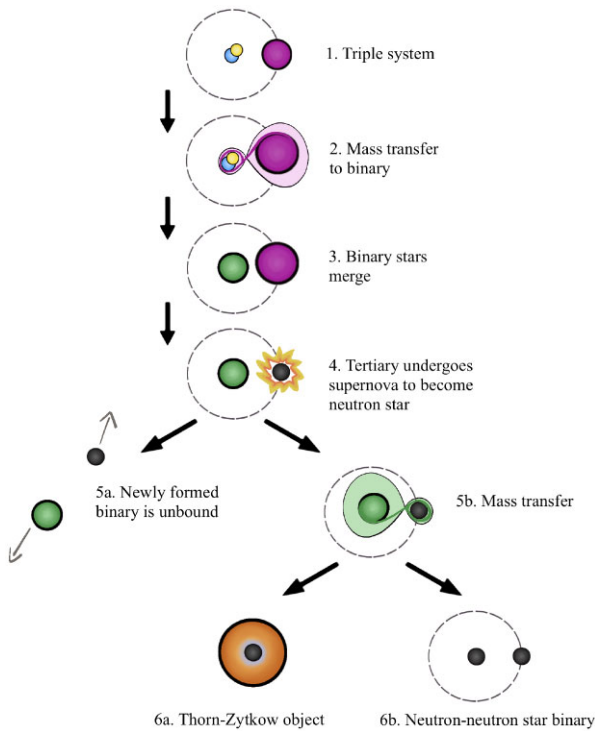 1. Triple system
2. Mass transfer
to binary
3. Binary stars
merge
4. Tertiary undergoes
supernova to become
neutron star
5a. Newly formed
binary is unbound
5b. Mass transfer
6a. Thorn-Zytkow object
6b. Neutron-neutron star binary